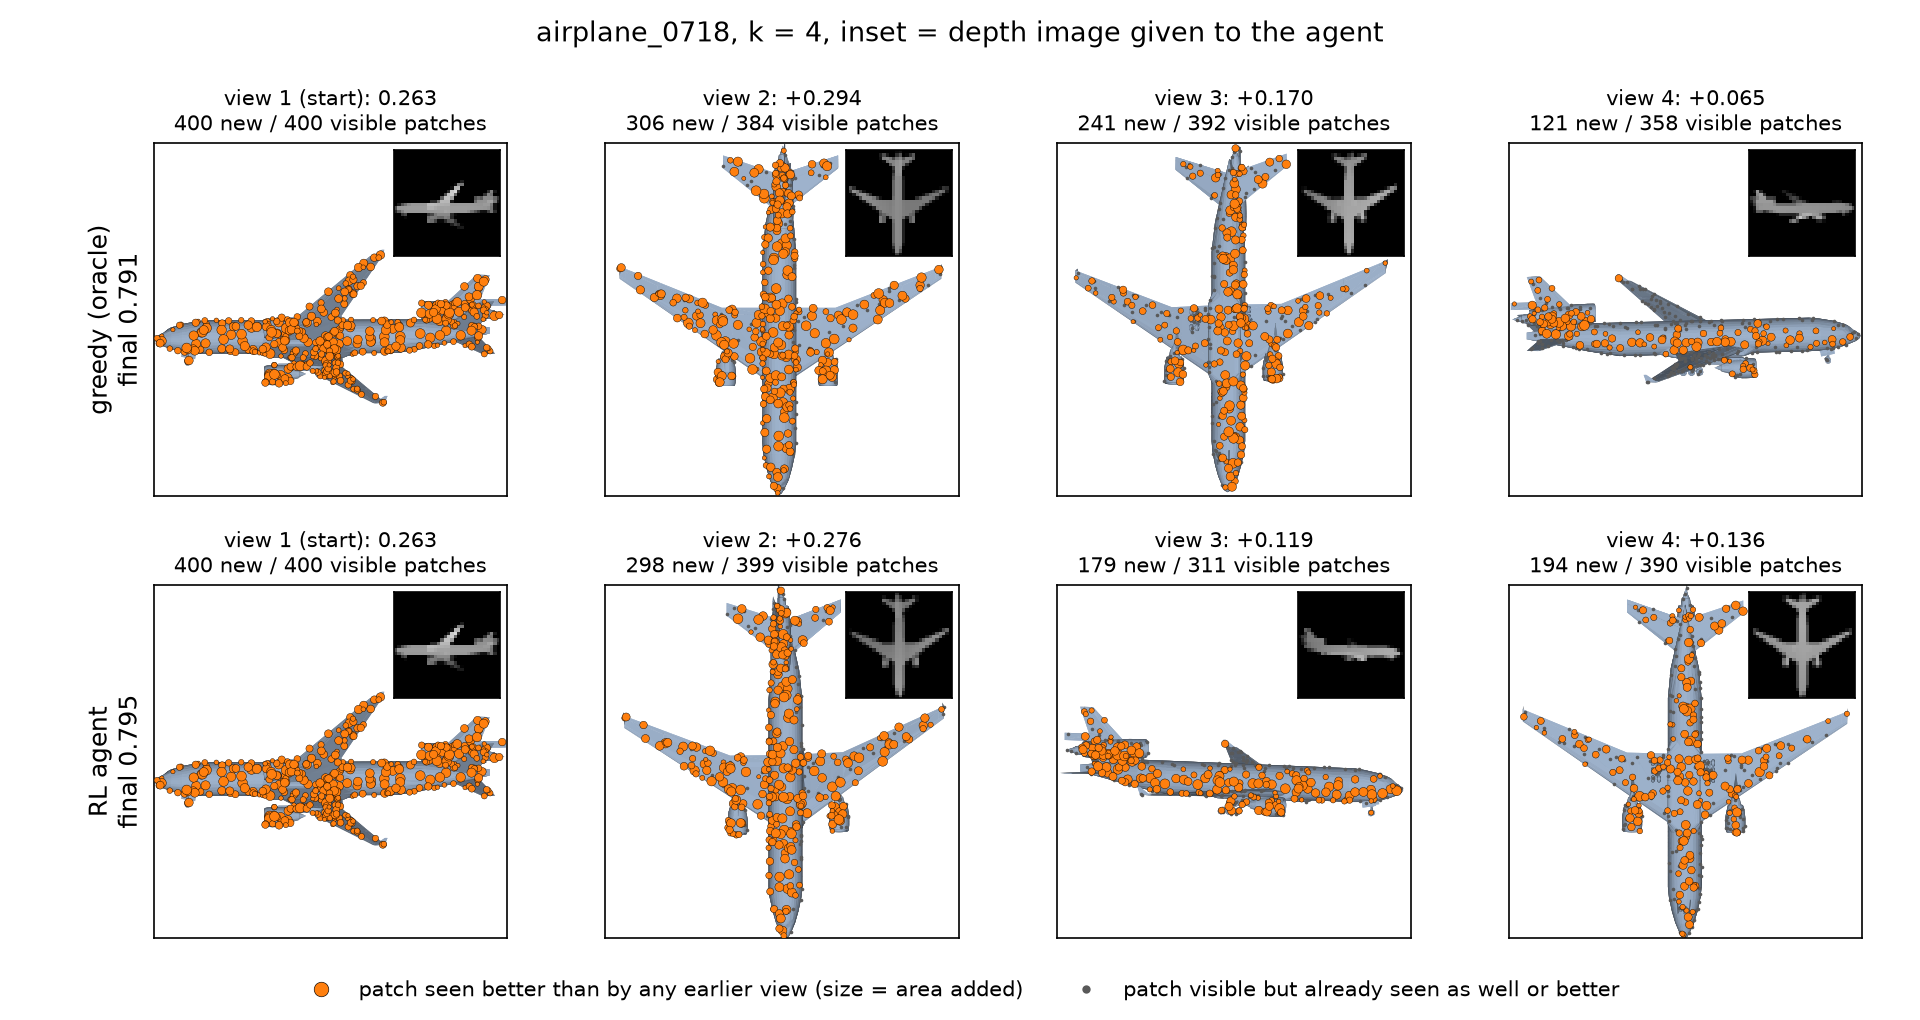 airplane_0718, k = 4, inset = depth image given to the agent
greedy (oracle)
final 0.791
view 1 (start): 0.263
400 new / 400 visible patches
view 2: +0.294
306 new / 384 visible patches
view 3: +0.170
241 new / 392 visible patches
view 4: +0.065
121 new / 358 visible patches
RL agent
final 0.795
view 1 (start): 0.263
400 new / 400 visible patches
view 2: +0.276
298 new / 399 visible patches
view 3: +0.119
179 new / 311 visible patches
view 4: +0.136
194 new / 390 visible patches
patch seen better than by any earlier view (size = area added)
patch visible but already seen as well or better